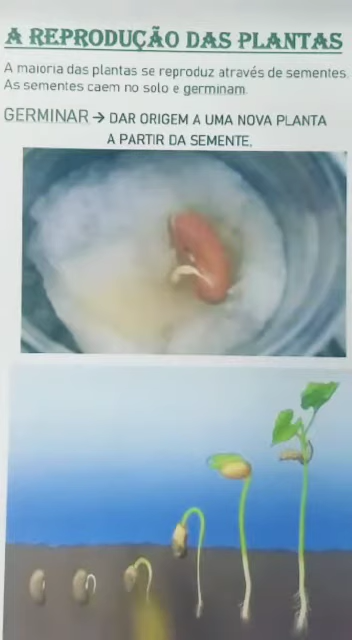 A REPRODUÇÃO DAS PLANTAS
A maioria das plantas se reproduz através de sementes.
As sementes caem no solo e germinam.
GERMINAR → DAR ORIGEM A UMA NOVA PLANTA
A PARTIR DA SEMENTE.